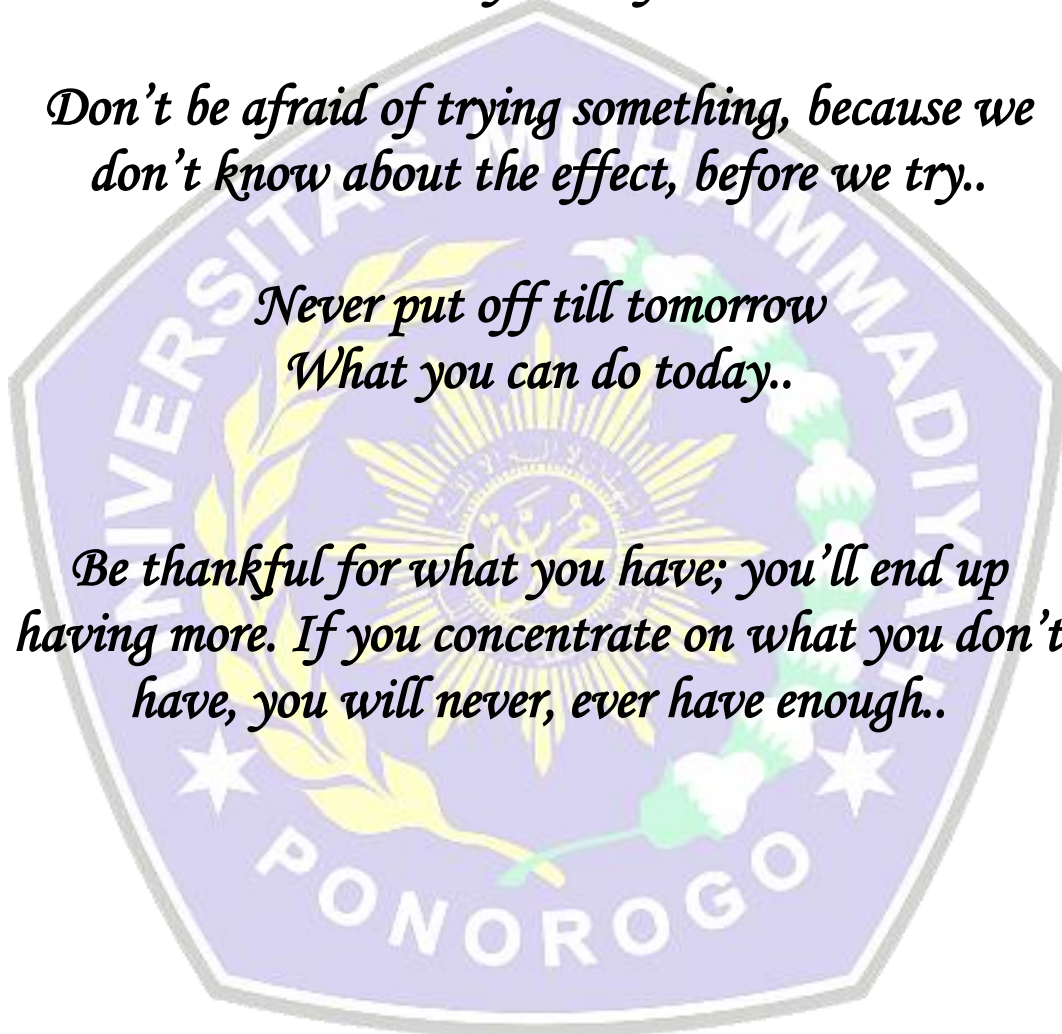 Don’t be afraid of trying something, because we
don’t know about the effect, before we try..
Never put off till tomorrow
What you can do today..
Be thankful for what you have; you’ll end up
having more. If you concentrate on what you don’t
have, you will never, ever have enough..
UNIVERSITAS MUHAMMADIYAH
PONOROGO